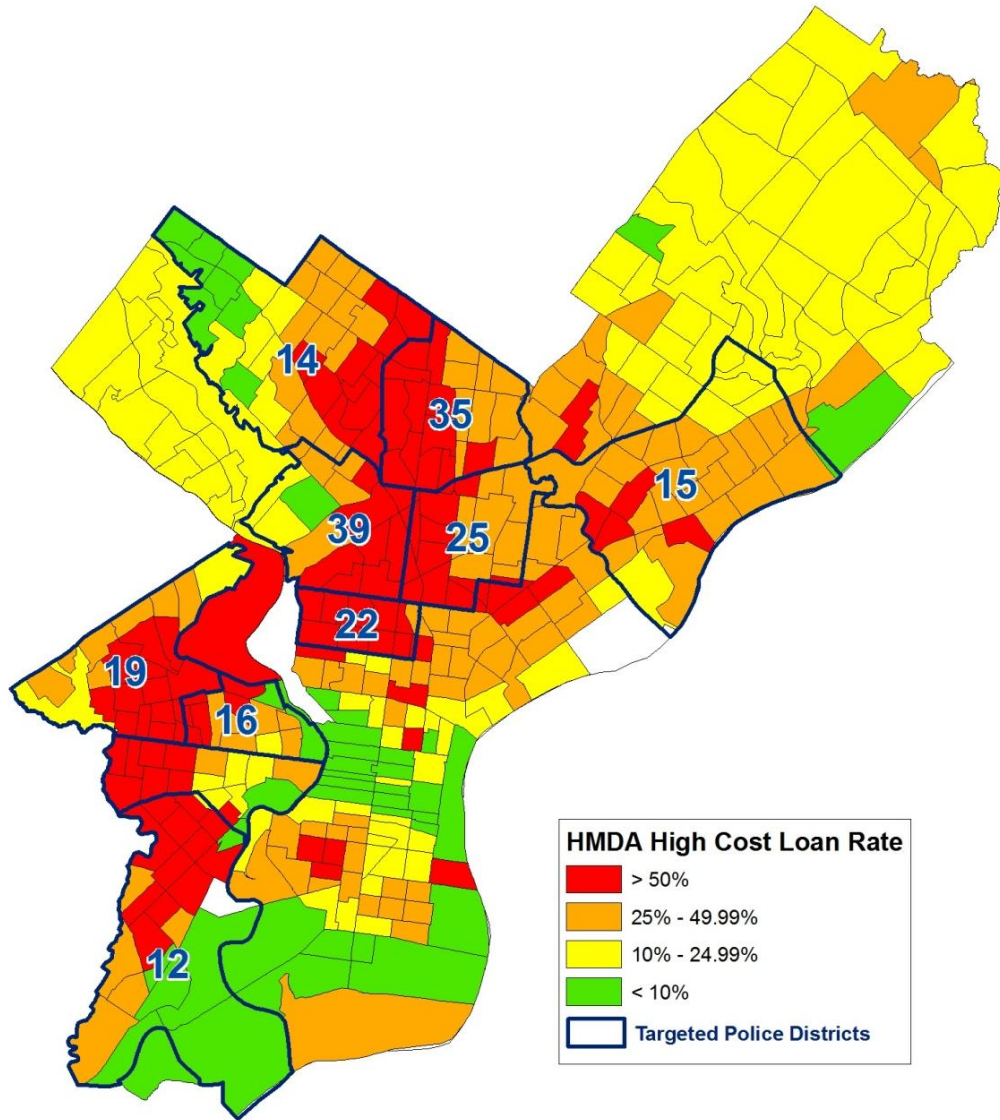 14
35
15
39
25
22
19
16
12
HMDA High Cost Loan Rate
> 50%
25% - 49.99%
10% - 24.99%
< 10%
Targeted Police Districts